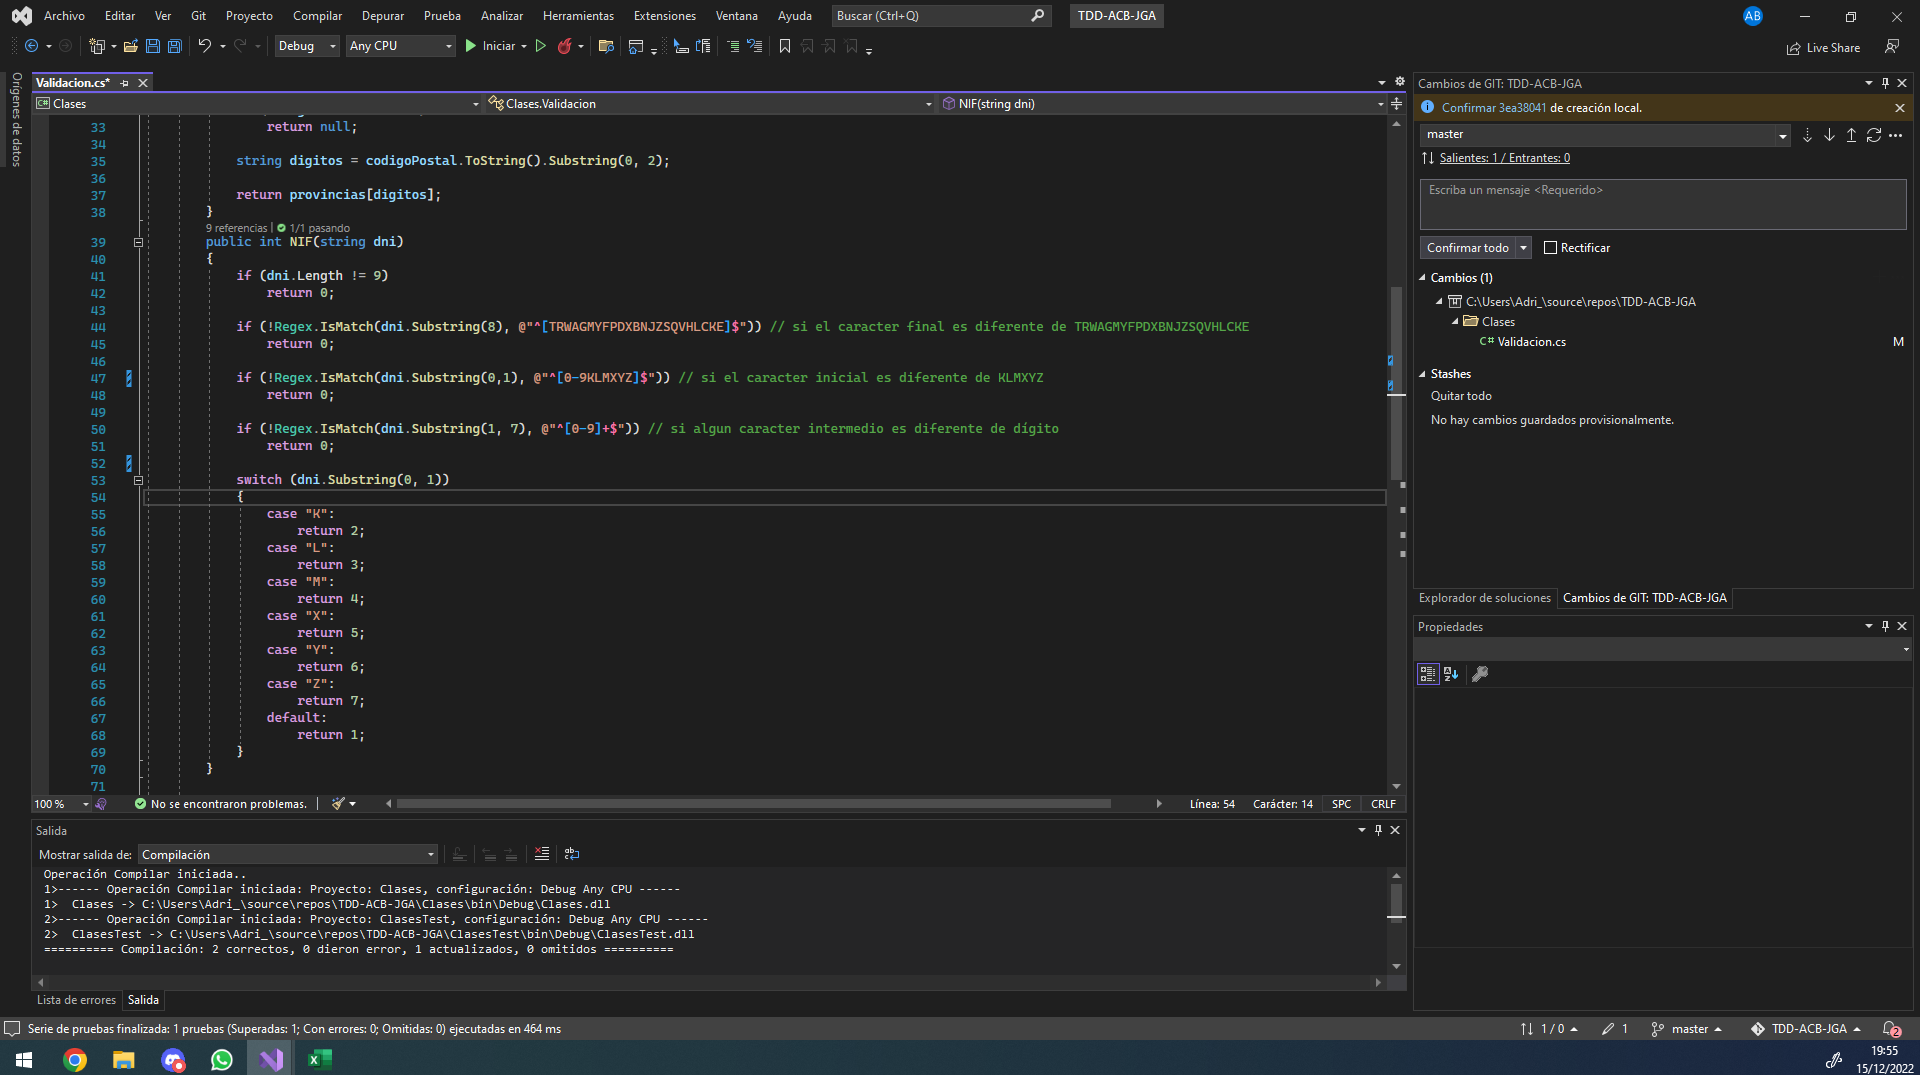 Archivo Editar Ver Git Proyecto Compilar Depurar Prueba Analizar Herramientas Extensiones Ventana Ayuda Buscar (Ctrl+Q) TDD-ACB-JGA AB
Debug Any CPU Iniciar Live Share
Orígenes de datos
Validacion.cs*
Clases Clases.Validacion NIF(string dni)
33 return null;
34
35 string digitos = codigoPostal.ToString().Substring(0, 2);
36
37 return provincias[digitos];
38 }
9 referencias | 1/1 pasando
39 public int NIF(string dni)
40 {
41 if (dni.Length != 9)
42 return 0;
43
44 if (!Regex.IsMatch(dni.Substring(8), @"^[TRWAGMYFPDXBNJZSQVHLCKE]$")) // si el caracter final es diferente de TRWAGMYFPDXBNJZSQVHLCKE
45 return 0;
46
47 if (!Regex.IsMatch(dni.Substring(0,1), @"^[0-9KLMXYZ]$")) // si el caracter inicial es diferente de KLMXYZ
48 return 0;
49
50 if (!Regex.IsMatch(dni.Substring(1, 7), @"^[0-9]+$")) // si algun caracter intermedio es diferente de dígito
51 return 0;
52
53 switch (dni.Substring(0, 1))
54 {
55 case "K":
56 return 2;
57 case "L":
58 return 3;
59 case "M":
60 return 4;
61 case "X":
62 return 5;
63 case "Y":
64 return 6;
65 case "Z":
66 return 7;
67 default:
68 return 1;
69 }
70 }
71
100 % No se encontraron problemas. Línea: 54 Carácter: 14 SPC CRLF
Salida
Mostrar salida de: Compilación
Operación Compilar iniciada..
1>------ Operación Compilar iniciada: Proyecto: Clases, configuración: Debug Any CPU ------
1> Clases -> C:\Users\Adri_\source\repos\TDD-ACB-JGA\Clases\bin\Debug\Clases.dll
2>------ Operación Compilar iniciada: Proyecto: ClasesTest, configuración: Debug Any CPU ------
2> ClasesTest -> C:\Users\Adri_\source\repos\TDD-ACB-JGA\ClasesTest\bin\Debug\ClasesTest.dll
========== Compilación: 2 correctos, 0 dieron error, 1 actualizados, 0 omitidos ==========
Lista de errores Salida
Cambios de GIT: TDD-ACB-JGA
Confirmar 3ea38041 de creación local.
master
Salientes: 1 / Entrantes: 0
Escriba un mensaje <Requerido>
Confirmar todo Rectificar
Cambios (1)
C:\Users\Adri_\source\repos\TDD-ACB-JGA
Clases
C# Validacion.cs M
Stashes
Quitar todo
No hay cambios guardados provisionalmente.
Explorador de soluciones Cambios de GIT: TDD-ACB-JGA
Propiedades
Serie de pruebas finalizada: 1 pruebas (Superadas: 1; Con errores: 0; Omitidas: 0) ejecutadas en 464 ms 1 / 0 1 master TDD-ACB-JGA 2
19:55
15/12/2022